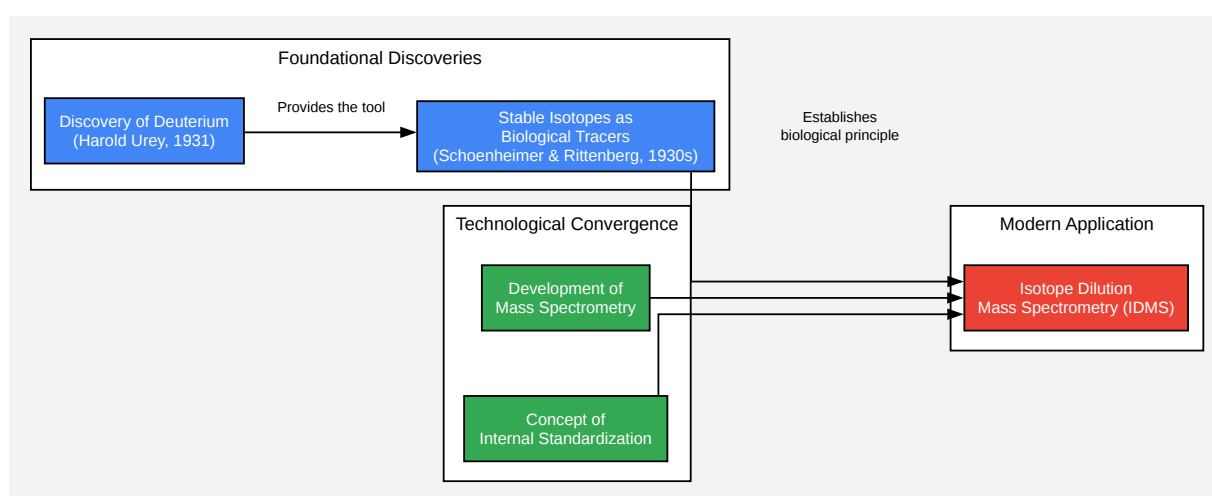 Foundational Discoveries
Discovery of Deuterium
(Harold Urey, 1931)
Provides the tool
Stable Isotopes as
Biological Tracers
(Schoenheimer & Rittenberg, 1930s)
Establishes
biological principle
Technological Convergence
Development of
Mass Spectrometry
Concept of
Internal Standardization
Modern Application
Isotope Dilution
Mass Spectrometry (IDMS)